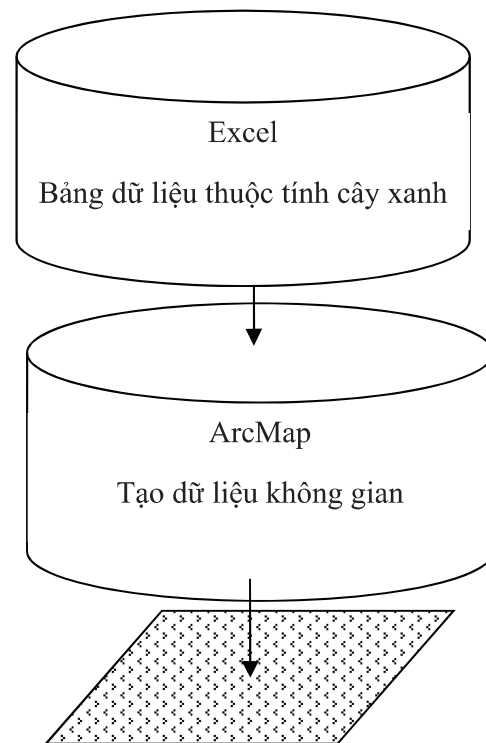 Excel
Bảng dữ liệu thuộc tính cây xanh
ArcMap
Tạo dữ liệu không gian